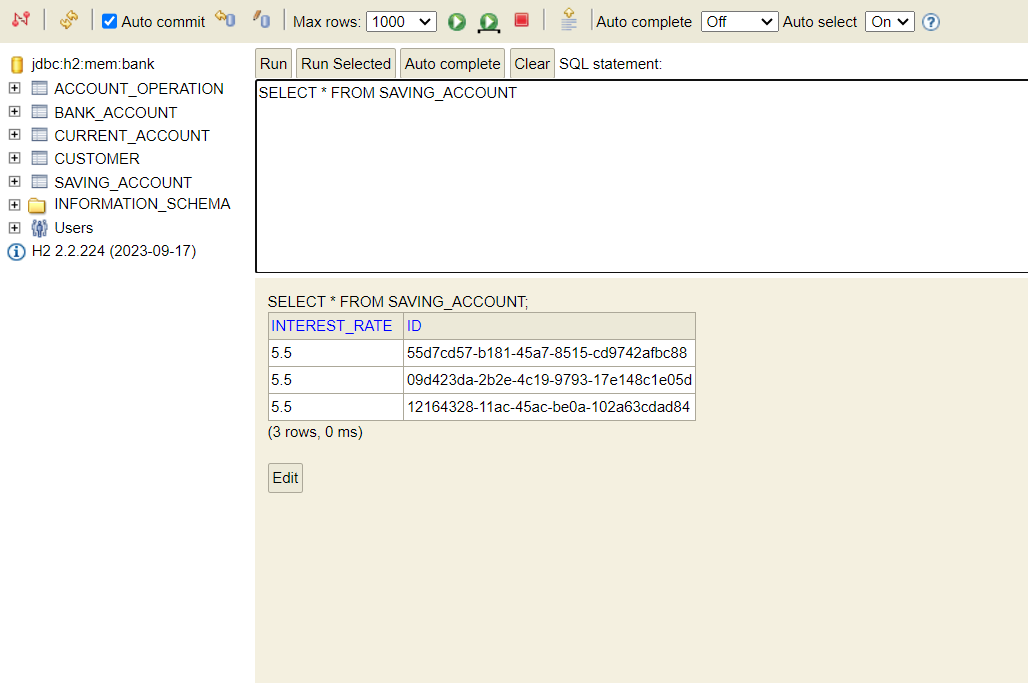 Auto commit Max rows: 1000 Auto complete Off Auto select On ?
jdbc:h2:mem:bank
ACCOUNT_OPERATION
BANK_ACCOUNT
CURRENT_ACCOUNT
CUSTOMER
SAVING_ACCOUNT
INFORMATION_SCHEMA
Users
H2 2.2.224 (2023-09-17)
Run Run Selected Auto complete Clear SQL statement:
SELECT * FROM SAVING_ACCOUNT
SELECT * FROM SAVING_ACCOUNT;
INTEREST_RATE ID
5.5 55d7cd57-b181-45a7-8515-cd9742afbc88
5.5 09d423da-2b2e-4c19-9793-17e148c1e05d
5.5 12164328-11ac-45ac-be0a-102a63cdad84
(3 rows, 0 ms)
Edit